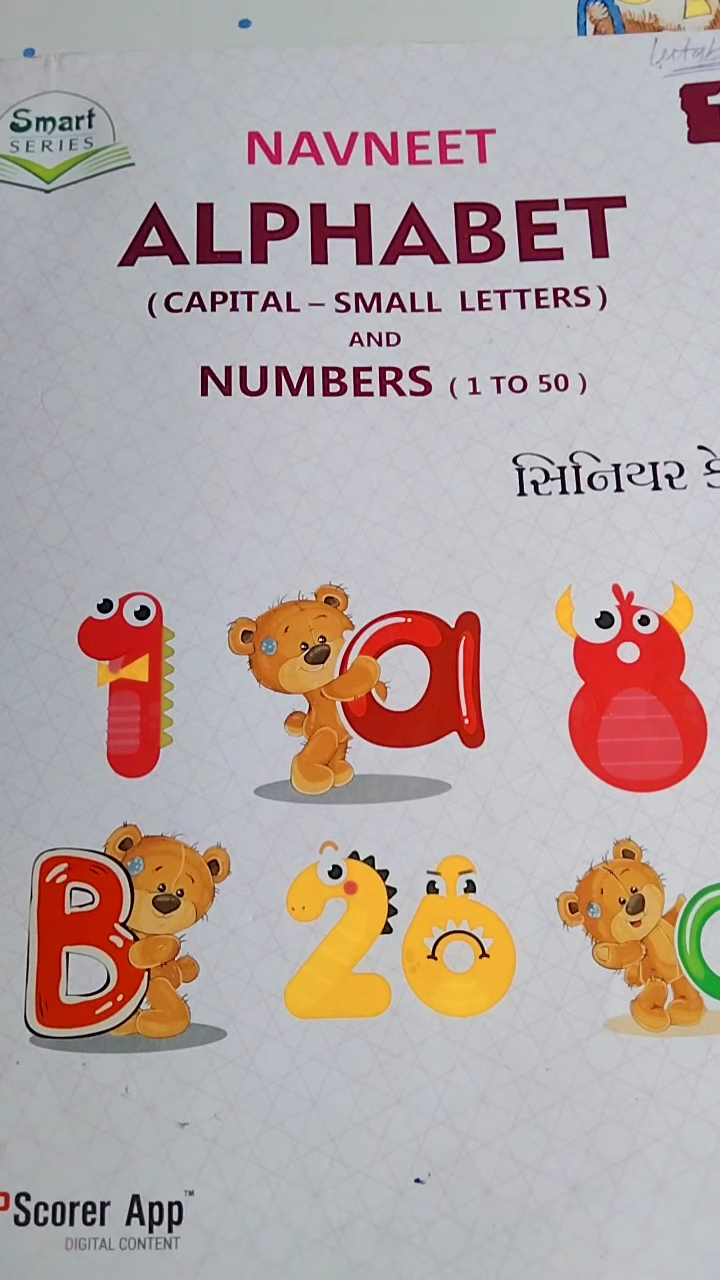 Smart
SERIES
NAVNEET
ALPHABET
(CAPITAL – SMALL LETTERS)
AND
NUMBERS (1 TO 50)
સિનિયર કે
1 a 8
B 26
Scorer App™
DIGITAL CONTENT